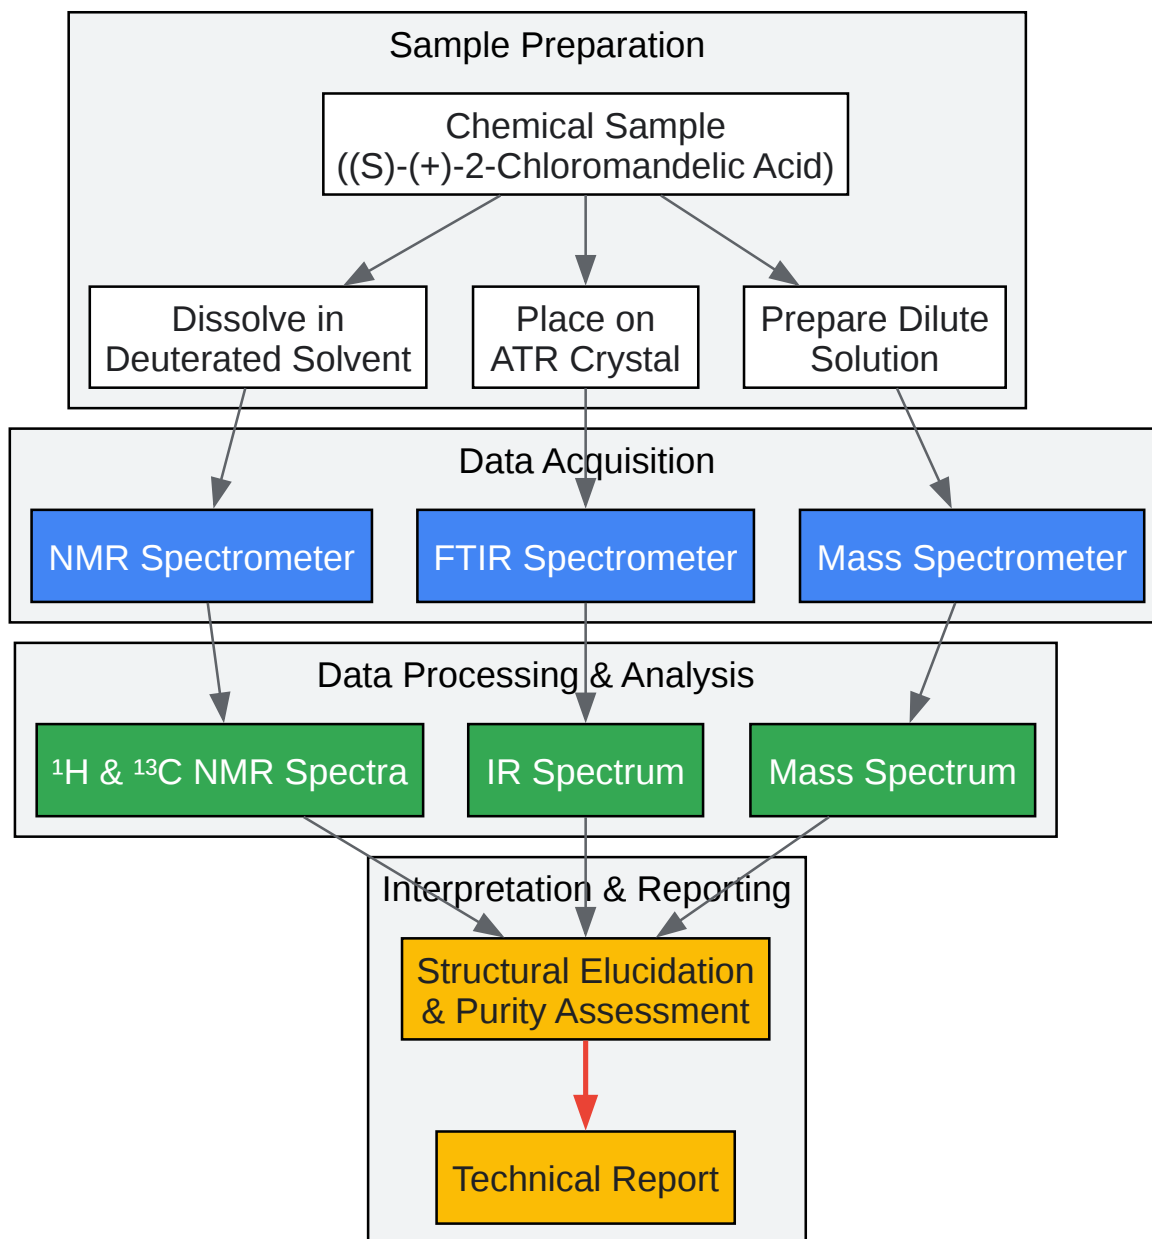 Sample Preparation
Chemical Sample
((S)-(+)-2-Chloromandelic Acid)
Dissolve in
Deuterated Solvent
Place on
ATR Crystal
Prepare Dilute
Solution
Data Acquisition
NMR Spectrometer
FTIR Spectrometer
Mass Spectrometer
Data Processing & Analysis
¹H & ¹³C NMR Spectra
IR Spectrum
Mass Spectrum
Interpretation & Reporting
Structural Elucidation
& Purity Assessment
Technical Report